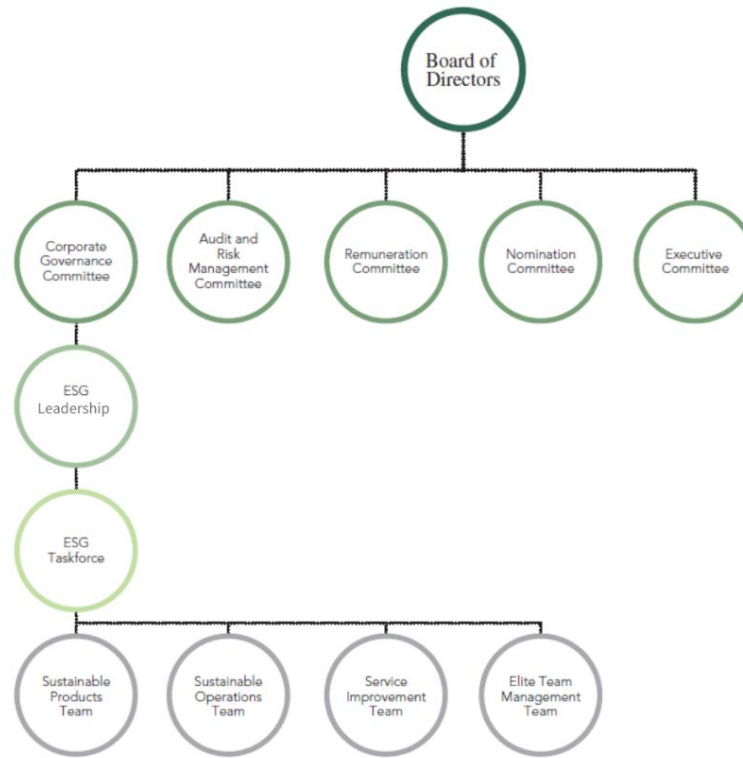 Board of
Directors
Corporate
Governance
Committee
Audit and
Risk
Management
Committee
Remuneration
Committee
Nomination
Committee
Executive
Committee
ESG
Leadership
ESG
Taskforce
Sustainable
Products
Team
Sustainable
Operations
Team
Service
Improvement
Team
Elite Team
Management
Team